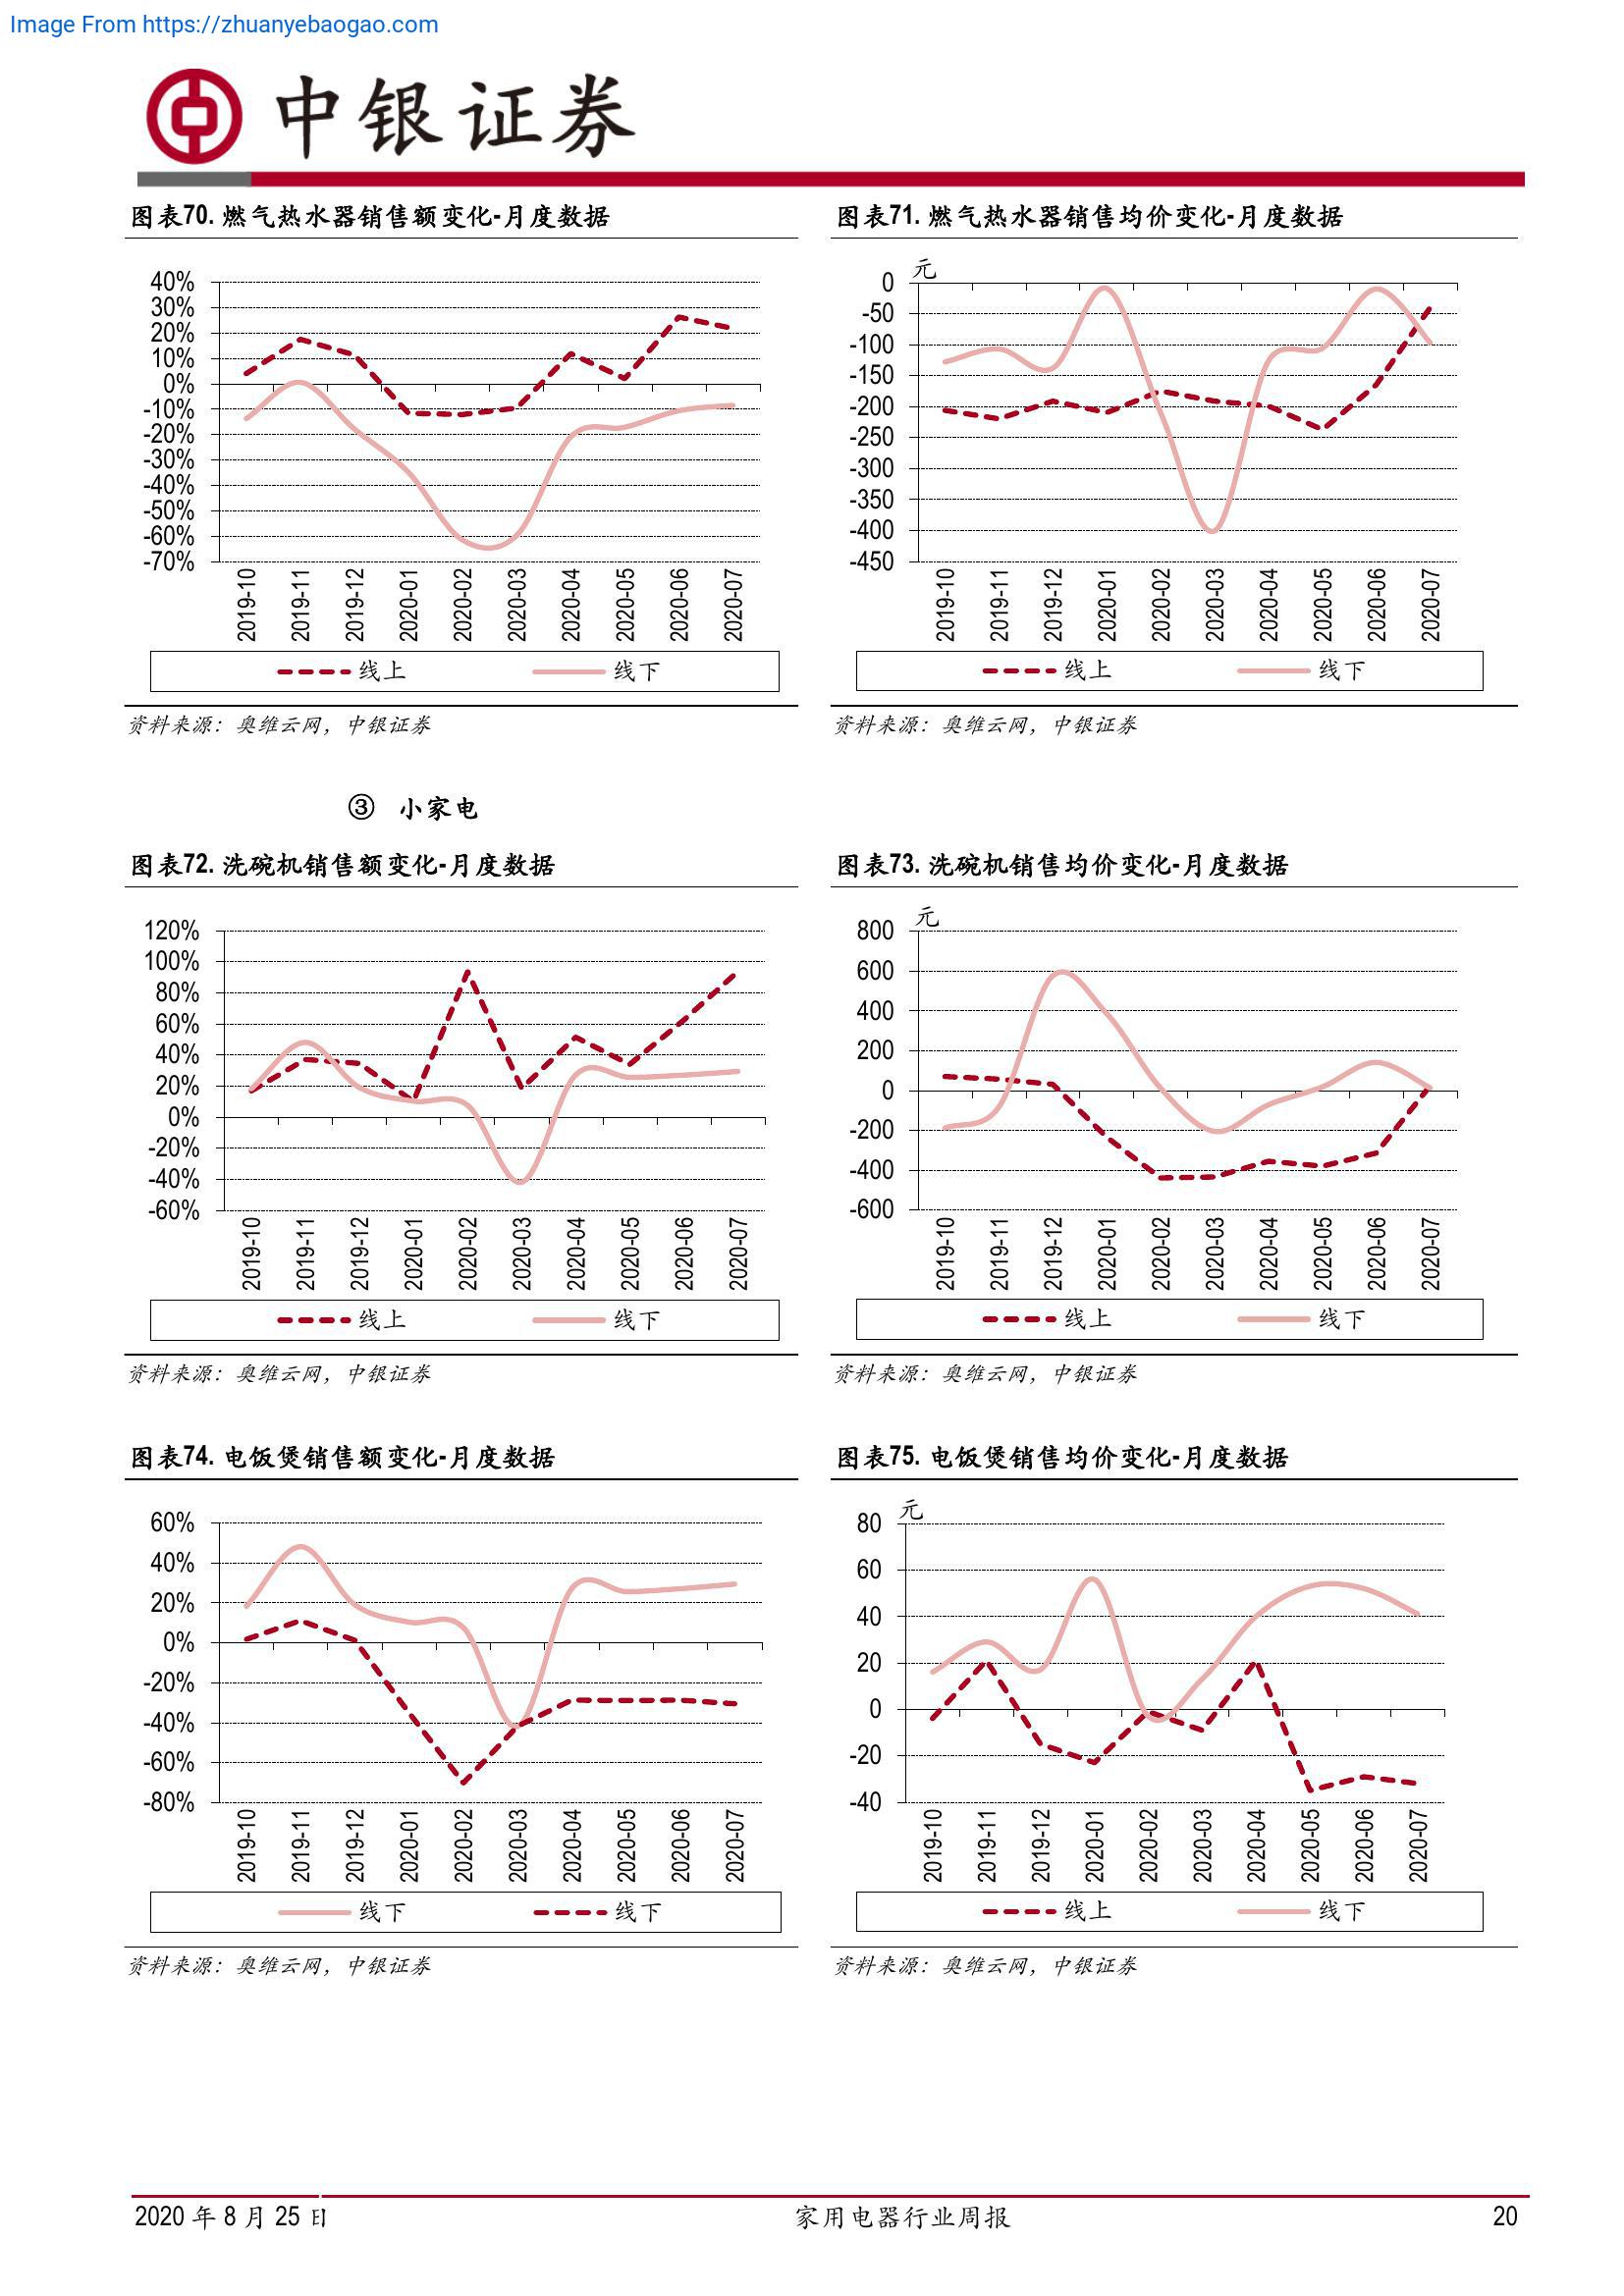 Image From https://zhuanyebaogao.com
中银证券
图表70. 燃气热水器销售额变化-月度数据
40%
30%
20%
10%
0%
-10%
-20%
-30%
-40%
-50%
-60%
-70%
2019-10 2019-11 2019-12 2020-01 2020-02 2020-03 2020-04 2020-05 2020-06 2020-07
线上 线下
资料来源：奥维云网，中银证券
图表71. 燃气热水器销售均价变化-月度数据
元
0
-50
-100
-150
-200
-250
-300
-350
-400
-450
2019-10 2019-11 2019-12 2020-01 2020-02 2020-03 2020-04 2020-05 2020-06 2020-07
线上 线下
资料来源：奥维云网，中银证券
③ 小家电
图表72. 洗碗机销售额变化-月度数据
120%
100%
80%
60%
40%
20%
0%
-20%
-40%
-60%
2019-10 2019-11 2019-12 2020-01 2020-02 2020-03 2020-04 2020-05 2020-06 2020-07
线上 线下
资料来源：奥维云网，中银证券
图表73. 洗碗机销售均价变化-月度数据
元
800
600
400
200
0
-200
-400
-600
2019-10 2019-11 2019-12 2020-01 2020-02 2020-03 2020-04 2020-05 2020-06 2020-07
线上 线下
资料来源：奥维云网，中银证券
图表74. 电饭煲销售额变化-月度数据
60%
40%
20%
0%
-20%
-40%
-60%
-80%
2019-10 2019-11 2019-12 2020-01 2020-02 2020-03 2020-04 2020-05 2020-06 2020-07
线下 线下
资料来源：奥维云网，中银证券
图表75. 电饭煲销售均价变化-月度数据
元
80
60
40
20
0
-20
-40
2019-10 2019-11 2019-12 2020-01 2020-02 2020-03 2020-04 2020-05 2020-06 2020-07
线上 线下
资料来源：奥维云网，中银证券
2020 年 8 月 25 日 家用电器行业周报 20